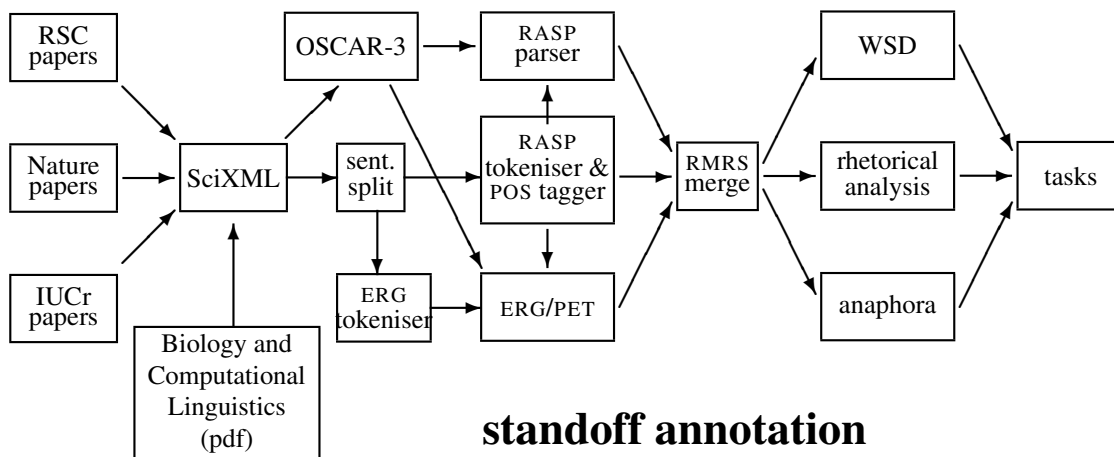 RSC
papers
Nature
papers
IUCr
papers
SciXML
Biology and
Computational
Linguistics
(pdf)
OSCAR-3
sent.
split
ERG
tokeniser
RASP
parser
RASP
tokeniser &
POS tagger
ERG/PET
RMRS
merge
WSD
rhetorical
analysis
anaphora
tasks
standoff annotation